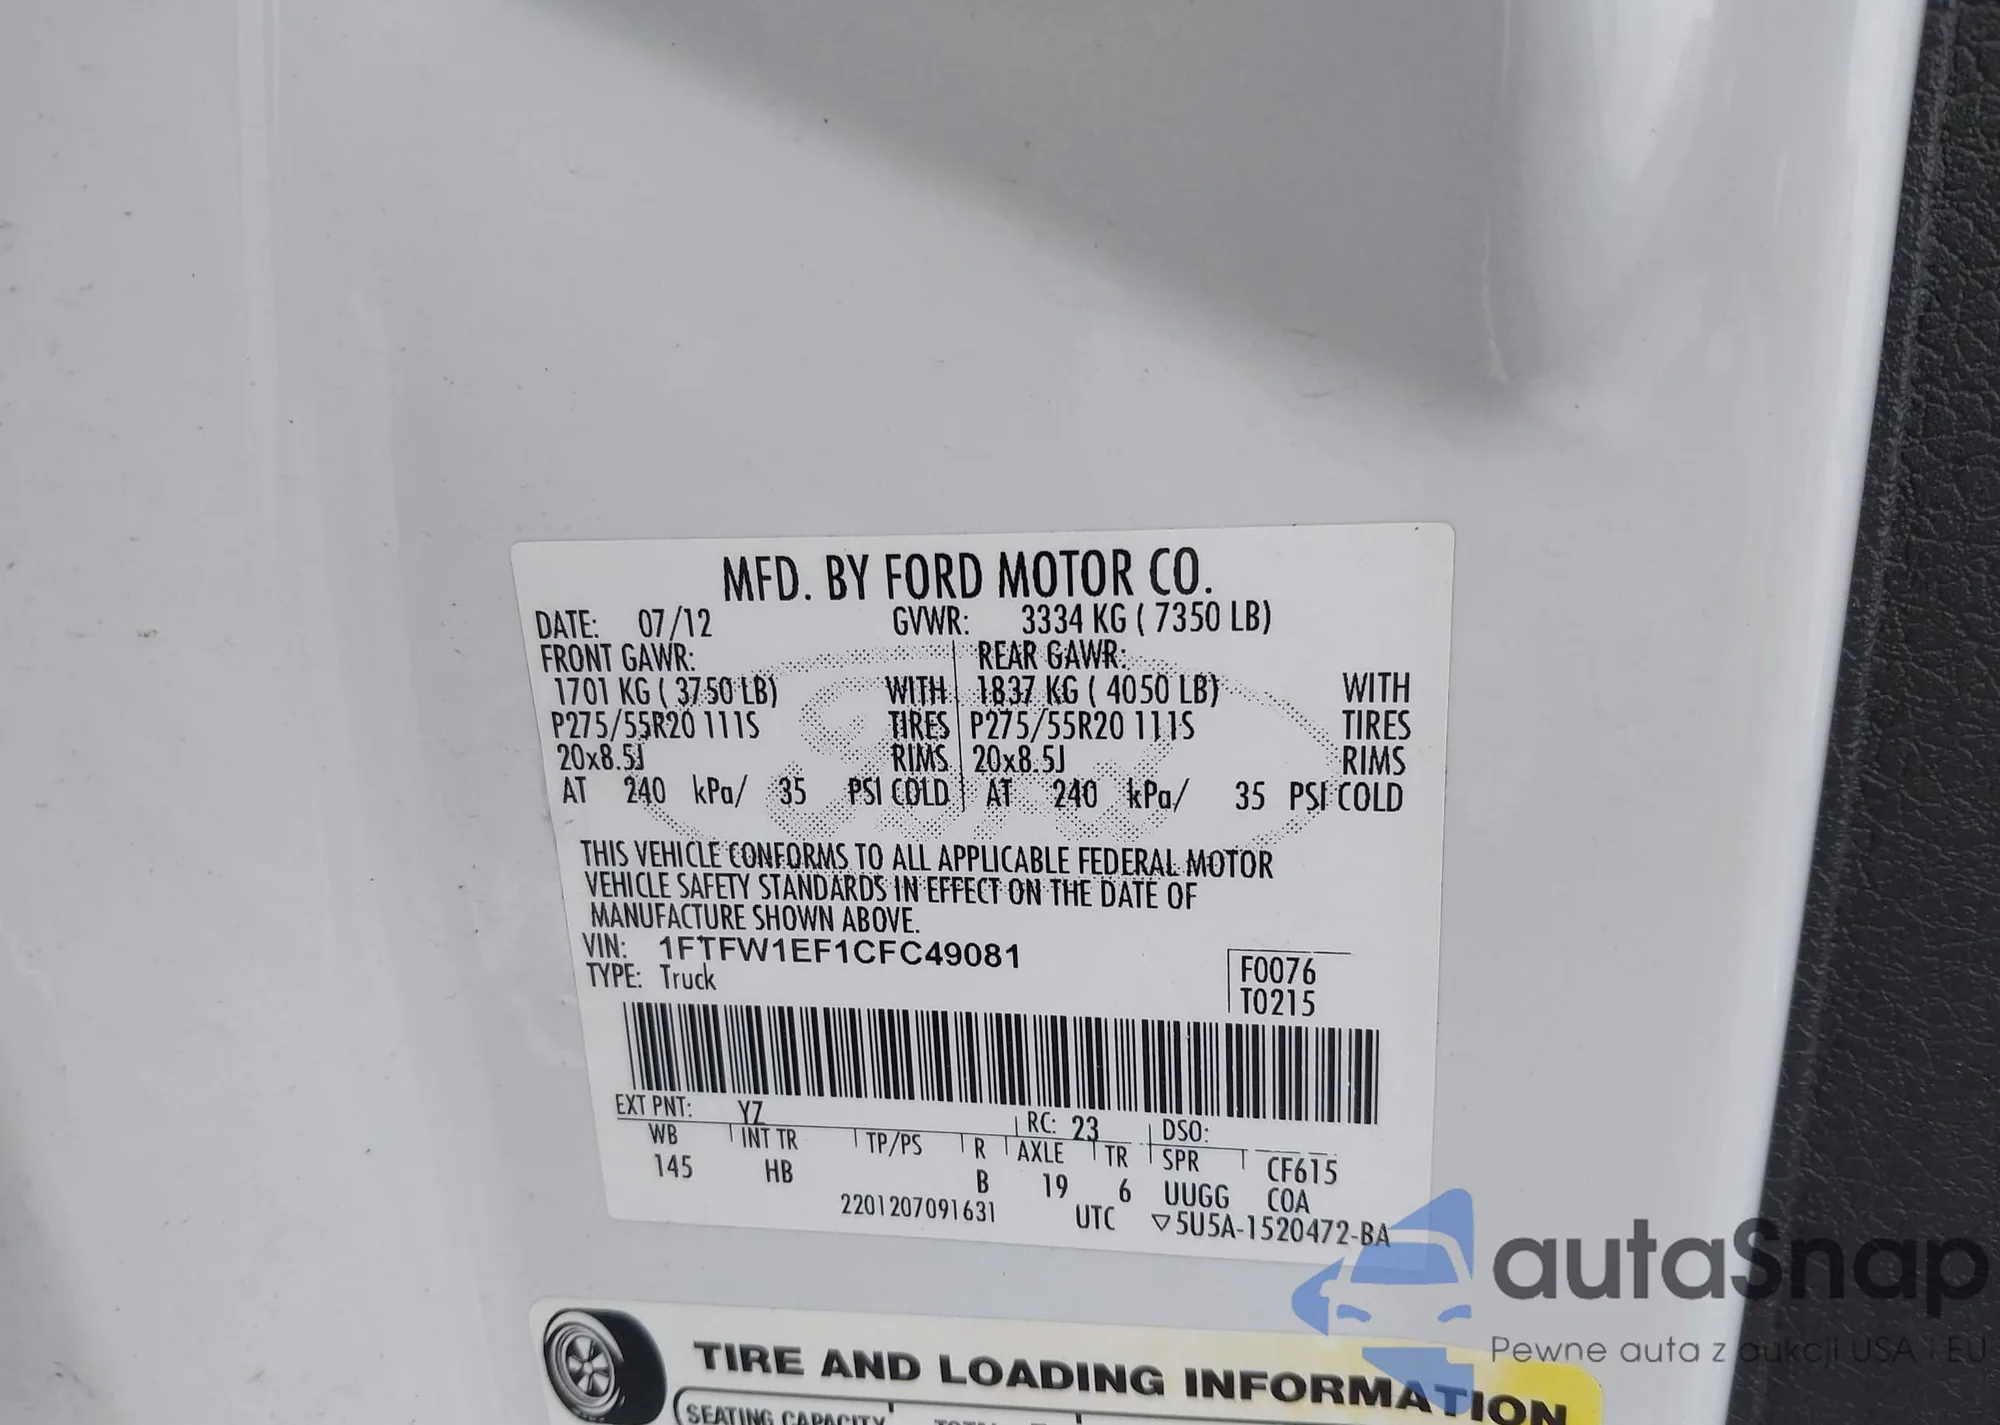 MFD. BY FORD MOTOR CO.
DATE: 07/12 GVWR: 3334 KG ( 7350 LB)
FRONT GAWR: REAR GAWR:
1701 KG ( 3750 LB) WITH 1837 KG ( 4050 LB) WITH
P275/55R20 111S TIRES P275/55R20 111S TIRES
20x8.5J RIMS 20x8.5J RIMS
AT 240 kPa/ 35 PSI COLD AT 240 kPa/ 35 PSI COLD
THIS VEHICLE CONFORMS TO ALL APPLICABLE FEDERAL MOTOR
VEHICLE SAFETY STANDARDS IN EFFECT ON THE DATE OF
MANUFACTURE SHOWN ABOVE.
VIN: 1FTFW1EF1CFC49081
TYPE: Truck
F0076
T0215
EXT PNT: YZ RC: 23 DSO:
WB INT TR TP/PS R AXLE TR SPR CF615
145 HB B 19 6 UUGG COA
2201207091631 UTC ▽5U5A-1520472-BA
TIRE AND LOADING INFORMATION
SEATING CAPACITY
autaSnap
Pewne auta z aukcji USA i EU